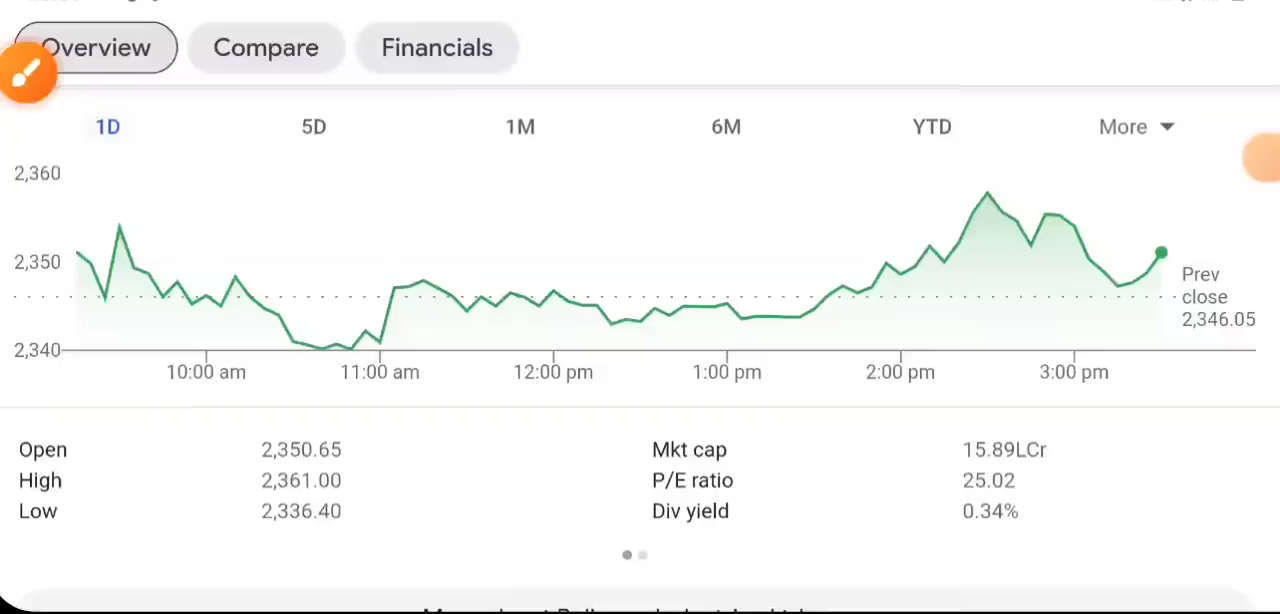 Overview Compare Financials
1D 5D 1M 6M YTD More
2,360
2,350
2,340
Prev
close
2,346.05
10:00 am 11:00 am 12:00 pm 1:00 pm 2:00 pm 3:00 pm
Open 2,350.65 Mkt cap 15.89LCr
High 2,361.00 P/E ratio 25.02
Low 2,336.40 Div yield 0.34%